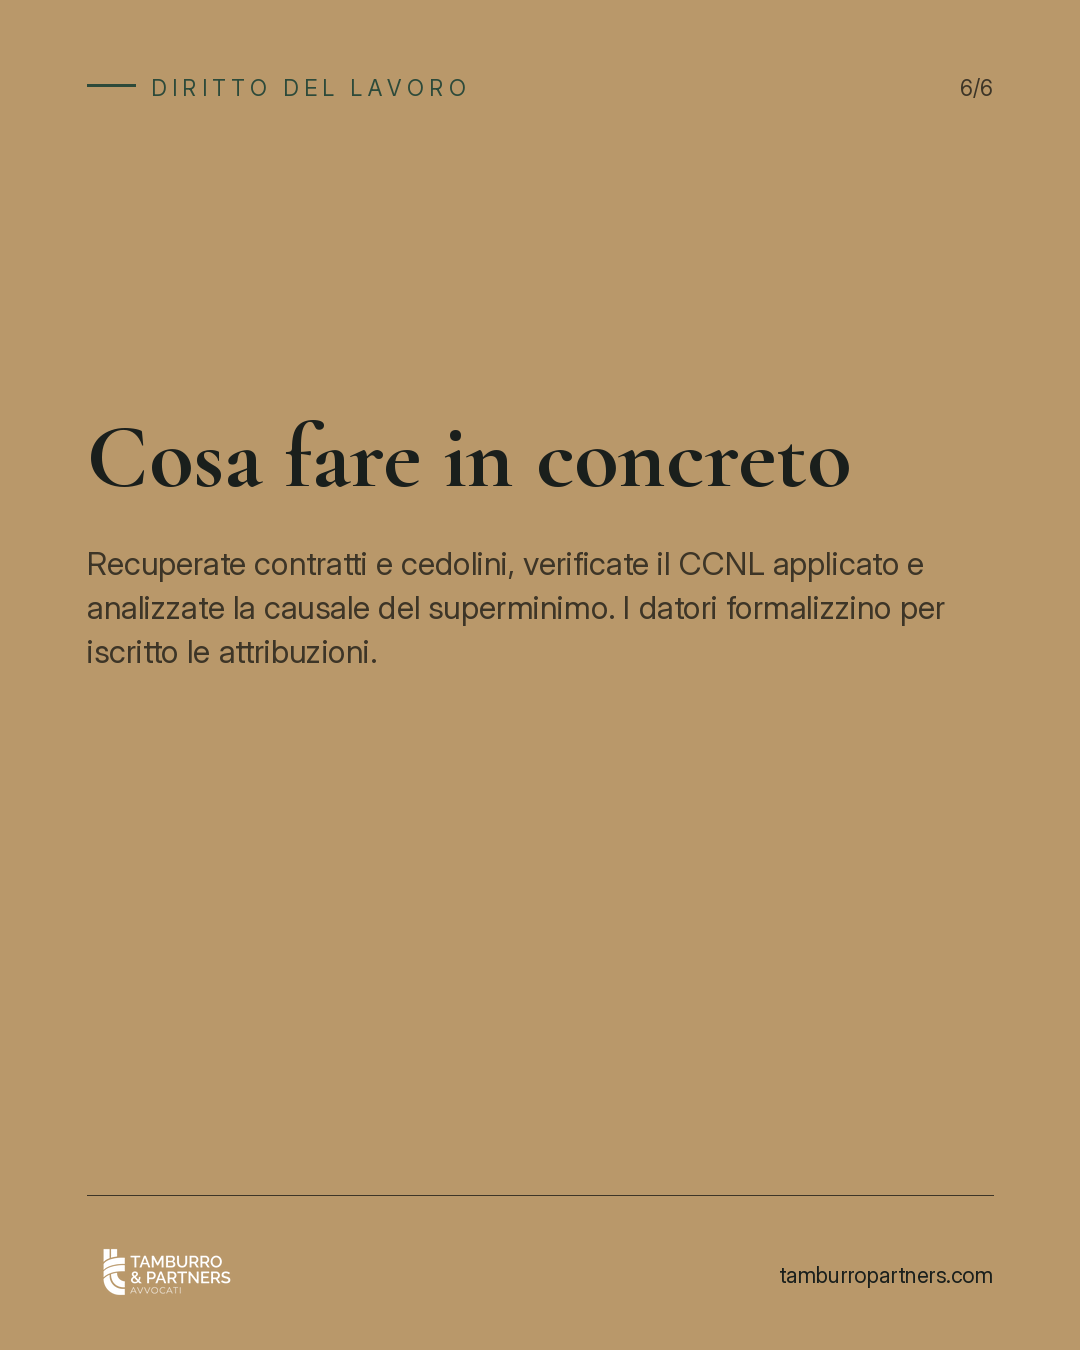 DIRITTO DEL LAVORO
6/6
Cosa fare in concreto
Recuperate contratti e cedolini, verificate il CCNL applicato e
analizzate la causale del superminimo. I datori formalizzino per
iscritto le attribuzioni.
TAMBURRO
& PARTNERS
AVVOCATI
tamburropartners.com